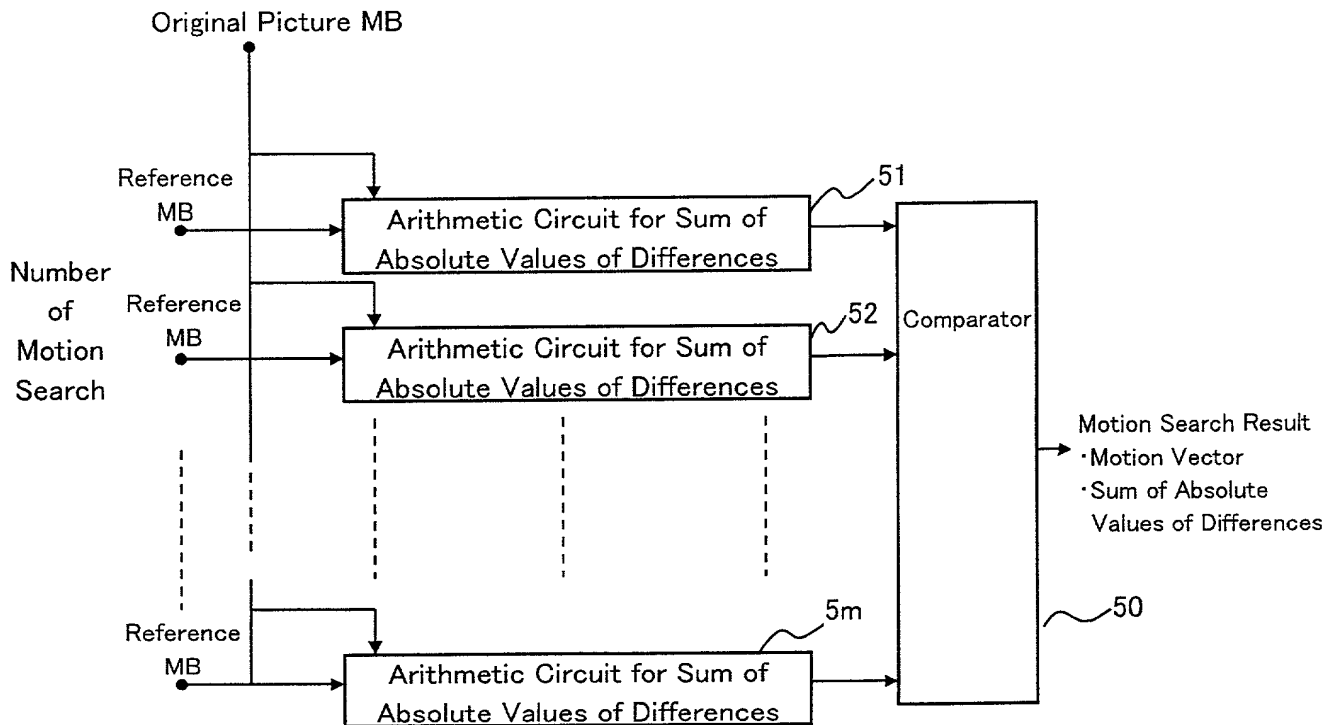 Original Picture MB
Reference
MB
51
Arithmetic Circuit for Sum of
Absolute Values of Differences
Number
of
Motion
Search
Reference
MB
52
Arithmetic Circuit for Sum of
Absolute Values of Differences
Comparator
Motion Search Result
・Motion Vector
・Sum of Absolute
Values of Differences
Reference
MB
5m
Arithmetic Circuit for Sum of
Absolute Values of Differences
50